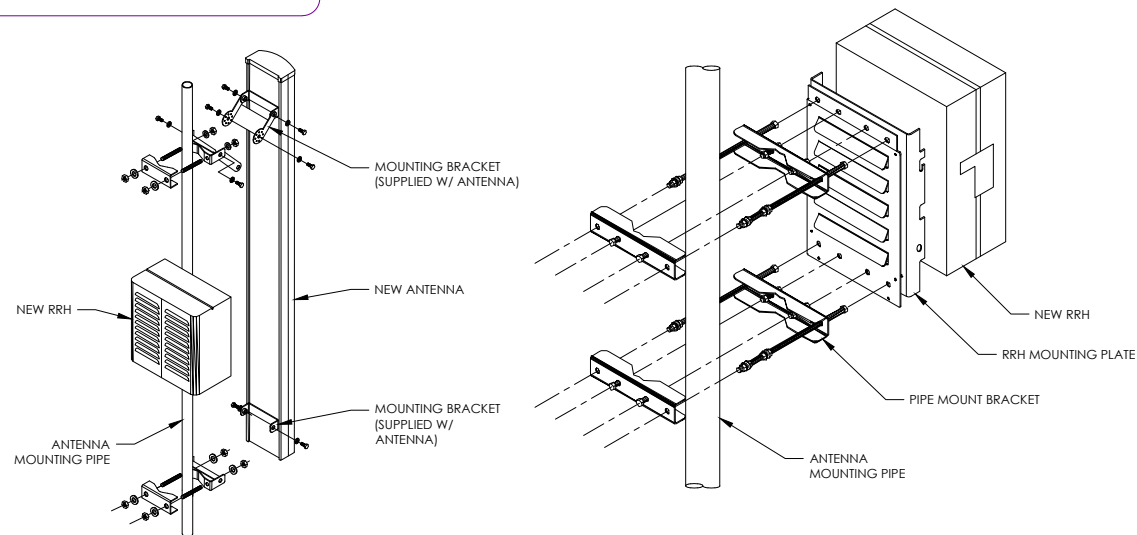 MOUNTING BRACKET
(SUPPLIED W/ ANTENNA)
NEW ANTENNA
NEW RRH
MOUNTING BRACKET
(SUPPLIED W/
ANTENNA)
ANTENNA
MOUNTING PIPE
NEW RRH
RRH MOUNTING PLATE
PIPE MOUNT BRACKET
ANTENNA
MOUNTING PIPE